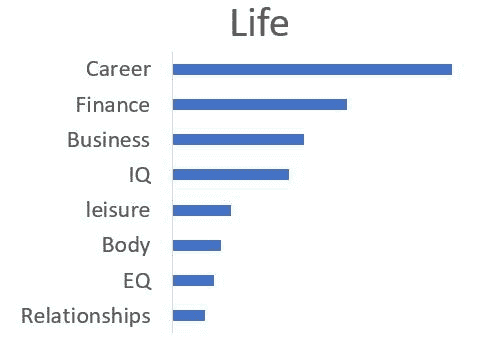 Life
Career
Finance
Business
IQ
leisure
Body
EQ
Relationships